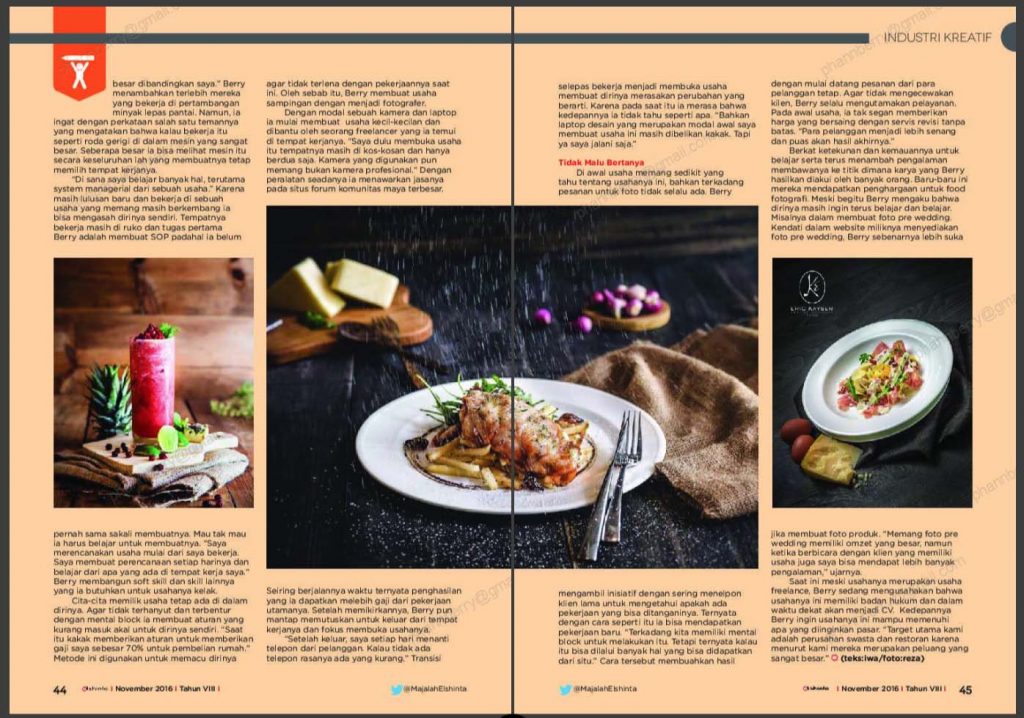 INDUSTRI KREATIF
besar dibandingkan saya." Berry
menambahkan terlebih mereka
yang bekerja di pertambangan
minyak lepas pantai. Namun, ia
ingat dengan perkataan salah satu temannya
yang mengatakan bahwa kalau bekerja itu
seperti roda gerigi di dalam mesin yang sangat
besar. Seberapa besar ia bisa melihat mesin itu
secara keseluruhan lah yang membuatnya tetap
memilih tempat kerjanya.
"Di sana saya belajar banyak hal, terutama
system managerial dari sebuah usaha." Karena
masih lulusan baru dan bekerja di sebuah
usaha yang memang masih berkembang ia
bisa mengasah dirinya sendiri. Tempatnya
bekerja masih di ruko dan tugas pertama
Berry adalah membuat SOP padahal ia belum
pernah sama sakali membuatnya. Mau tak mau
ia harus belajar untuk membuatnya. "Saya
merencanakan usaha mulai dari saya bekerja.
Saya membuat perencanaan setiap harinya dan
belajar dari apa yang ada di tempat kerja saya."
Berry membangun soft skill dan skill lainnya
yang ia butuhkan untuk usahanya kelak.
Cita-cita memilik usaha tetap ada di dalam
dirinya. Agar tidak terhanyut dan terbentur
dengan mental block ia membuat aturan yang
kurang masuk akal untuk dirinya sendiri. "Saat
itu kakak memberikan aturan untuk memberikan
gaji saya sebesar 70% untuk pembelian rumah."
Metode ini digunakan untuk memacu dirinya
agar tidak terlena dengan pekerjaannya saat
ini. Oleh sebab itu, Berry membuat usaha
sampingan dengan menjadi fotografer.
Dengan modal sebuah kamera dan laptop
ia mulai membuat usaha kecil-kecilan dan
dibantu oleh seorang freelancer yang ia temui
di tempat kerjanya. "Saya dulu membuka usaha
itu tempatnya masih di kos-kosan dan hanya
berdua saja. Kamera yang digunakan pun
memang bukan kamera profesional." Dengan
peralatan seadanya ia menawarkan jasanya
pada situs forum komunitas maya terbesar.
Seiring berjalannya waktu ternyata penghasilan
yang ia dapatkan melebih gaji dari pekerjaan
utamanya. Setelah memikirkannya, Berry pun
mantap memutuskan untuk keluar dari tempat
kerjanya dan fokus membuka usahanya.
"Setelah keluar, saya setiap hari menanti
telepon dari pelanggan. Kalau tidak ada
telepon rasanya ada yang kurang." Transisi
44
Elshinta | November 2016 | Tahun VIII |
@MajalahElshinta
selepas bekerja menjadi membuka usaha
membuat dirinya merasakan perubahan yang
berarti. Karena pada saat itu ia merasa bahwa
kedepannya ia tidak tahu seperti apa. "Bahkan
laptop desain yang merupakan modal awal saya
membuat usaha ini masih dibelikan kakak. Tapi
ya saya jalani saja."
Tidak Malu Bertanya
Di awal usaha memang sedikit yang
tahu tentang usahanya ini, bahkan terkadang
pesanan untuk foto tidak selalu ada. Berry
mengambil inisiatif dengan sering menelpon
klien lama untuk mengetahui apakah ada
pekerjaan yang bisa ditanganinya. Ternyata
dengan cara seperti itu ia bisa mendapatkan
pekerjaan baru. "Terkadang kita memiliki mental
block untuk melakukan itu. Tetapi ternyata kalau
itu bisa dilalui banyak hal yang bisa didapatkan
dari situ." Cara tersebut membuahkan hasil
dengan mulai datang pesanan dari para
pelanggan tetap. Agar tidak mengecewakan
kilen, Berry selalu mengutamakan pelayanan.
Pada awal usaha, ia tak segan memberikan
harga yang bersaing dengan servis revisi tanpa
batas. "Para pelanggan menjadi lebih senang
dan puas akan hasil akhirnya."
Berkat ketekunan dan kemauannya untuk
belajar serta terus menambah pengalaman
membawanya ke titik dimana karya yang Berry
hasilkan diakui oleh banyak orang. Baru-baru ini
mereka mendapatkan penghargaan untuk food
fotografi. Meski begitu Berry mengaku bahwa
dirinya masih ingin terus belajar dan belajar.
Misalnya dalam membuat foto pre wedding.
Kendati dalam website miliknya menyediakan
foto pre wedding, Berry sebenarnya lebih suka
ERIC KAYSER
jika membuat foto produk. "Memang foto pre
wedding memiliki omzet yang besar, namun
ketika berbicara dengan klien yang memiliki
usaha juga saya bisa mendapat lebih banyak
pengalaman," ujarnya.
Saat ini meski usahanya merupakan usaha
freelance, Berry sedang mengusahakan bahwa
usahanya ini memiliki badan hukum dan dalam
waktu dekat akan menjadi CV. Kedepannya
Berry ingin usahanya ini mampu memenuhi
apa yang diinginkan pasar. "Target utama kami
adalah perusahan swasta dan restoran karena
menurut kami mereka merupakan peluang yang
sangat besar." (teks:iwa/foto:reza)
@MajalahElshinta
Elshinta | November 2016 | Tahun VIII |
45
phannberry@gmail.com